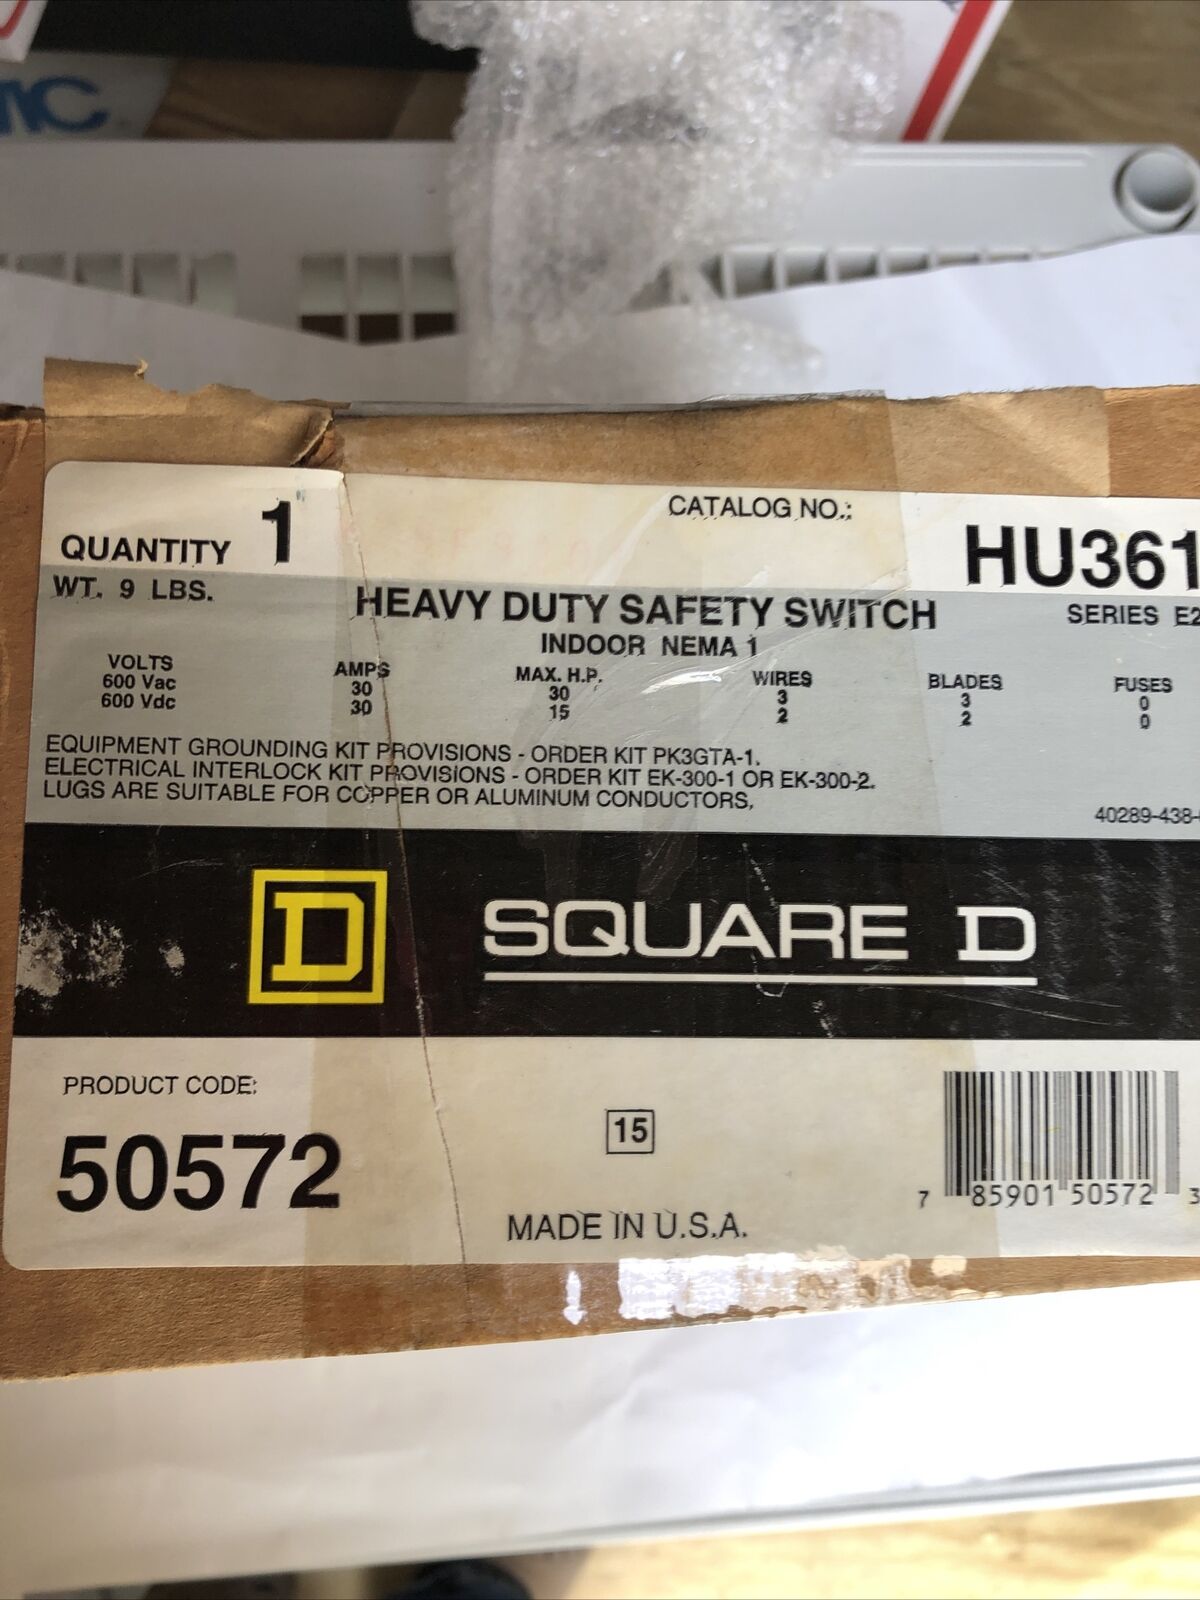 MC
QUANTITY 1
CATALOG NO.:
HU361
WT. 9 LBS.
HEAVY DUTY SAFETY SWITCH
SERIES E2
INDOOR NEMA 1
VOLTS AMPS MAX. H.P. WIRES BLADES FUSES
600 Vac 30 30 3 3 0
600 Vdc 30 15 2 2 0
EQUIPMENT GROUNDING KIT PROVISIONS - ORDER KIT PK3GTA-1.
ELECTRICAL INTERLOCK KIT PROVISIONS - ORDER KIT EK-300-1 OR EK-300-2.
LUGS ARE SUITABLE FOR COPPER OR ALUMINUM CONDUCTORS.
40289-438-
D SQUARE D
PRODUCT CODE:
50572
15
MADE IN U.S.A.
7 85901 50572 3